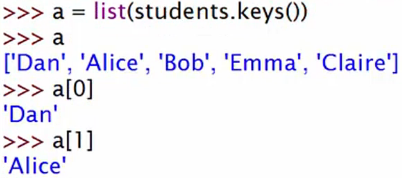 >>> a = list(students.keys())
>>> a
['Dan', 'Alice', 'Bob', 'Emma', 'Claire']
>>> a[0]
'Dan'
>>> a[1]
'Alice'